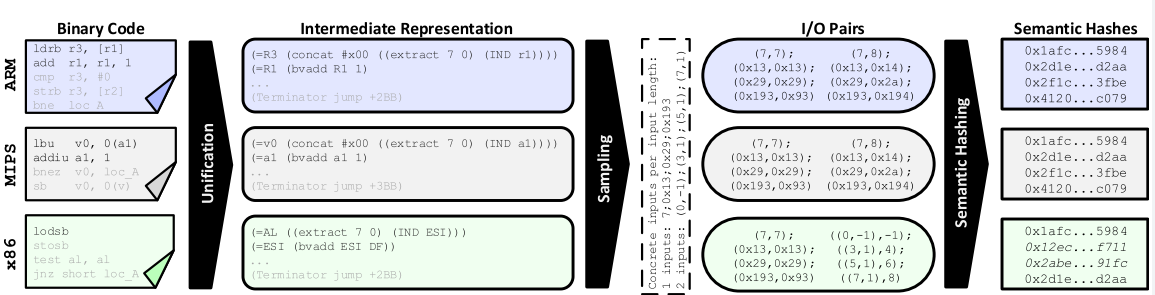 Binary Code
Intermediate Representation
I/O Pairs
Semantic Hashes
ARM
ldrb r3, [r1]
add r1, r1, 1
cmp r3, #0
strb r3, [r2]
bne loc_A
Unification
(=R3 (concat #x00 ((extract 7 0) (IND r1))))
(=R1 (bvadd R1 1)
...
(Terminator jump +2BB)
Sampling
Concrete inputs per input length:
1 inputs: 7;0x13;0x29;0x193
2 inputs: (0,-1);(3,1);(5,1);(7,1)
(7,7); (7,8);
(0x13,0x13); (0x13,0x14);
(0x29,0x29); (0x29,0x2a);
(0x193,0x93) (0x193,0x194)
Semantic Hashing
0x1afc...5984
0x2d1e...d2aa
0x2f1c...3fbe
0x4120...c079
MIPS
lbu v0, 0(a1)
addiu a1, 1
bnez v0, loc_A
sb v0, 0(v)
(=v0 (concat #x00 ((extract 7 0) (IND a1))))
(=a1 (bvadd a1 1)
...
(Terminator jump +3BB)
(7,7); (7,8);
(0x13,0x13); (0x13,0x14);
(0x29,0x29); (0x29,0x2a);
(0x193,0x93) (0x193,0x194)
0x1afc...5984
0x2d1e...d2aa
0x2f1c...3fbe
0x4120...c079
x86
lodsb
stosb
test al, al
jnz short loc_A
(=AL ((extract 7 0) (IND ESI)))
(=ESI (bvadd ESI DF))
...
(Terminator jump +2BB)
(7,7); ((0,-1),-1);
(0x13,0x13); ((3,1),4);
(0x29,0x29); ((5,1),6);
(0x193,0x93) ((7,1),8)
0x1afc...5984
0x12ec...f711
0x2abe...91fc
0x2d1e...d2aa